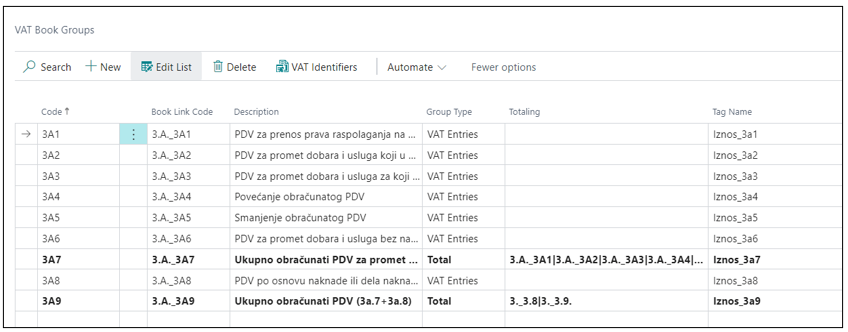 VAT Book Groups
Search New Edit List Delete VAT Identifiers Automate Fewer options
Code ↑ Book Link Code Description Group Type Totaling Tag Name
3A1 3.A._3A1 PDV za prenos prava raspolaganja na ... VAT Entries Iznos_3a1
3A2 3.A._3A2 PDV za promet dobara i usluga koji u ... VAT Entries Iznos_3a2
3A3 3.A._3A3 PDV za promet dobara i usluga za koji ... VAT Entries Iznos_3a3
3A4 3.A._3A4 Povećanje obračunatog PDV VAT Entries Iznos_3a4
3A5 3.A._3A5 Smanjenje obračunatog PDV VAT Entries Iznos_3a5
3A6 3.A._3A6 PDV za promet dobara i usluga bez na... VAT Entries Iznos_3a6
3A7 3.A._3A7 Ukupno obračunati PDV za promet ... Total 3.A._3A1|3.A._3A2|3.A._3A3|3.A._3A4|... Iznos_3a7
3A8 3.A._3A8 PDV po osnovu naknade ili dela nakna... VAT Entries Iznos_3a8
3A9 3.A._3A9 Ukupno obračunati PDV (3a.7+3a.8) Total 3._3.8|3._3.9. Iznos_3a9